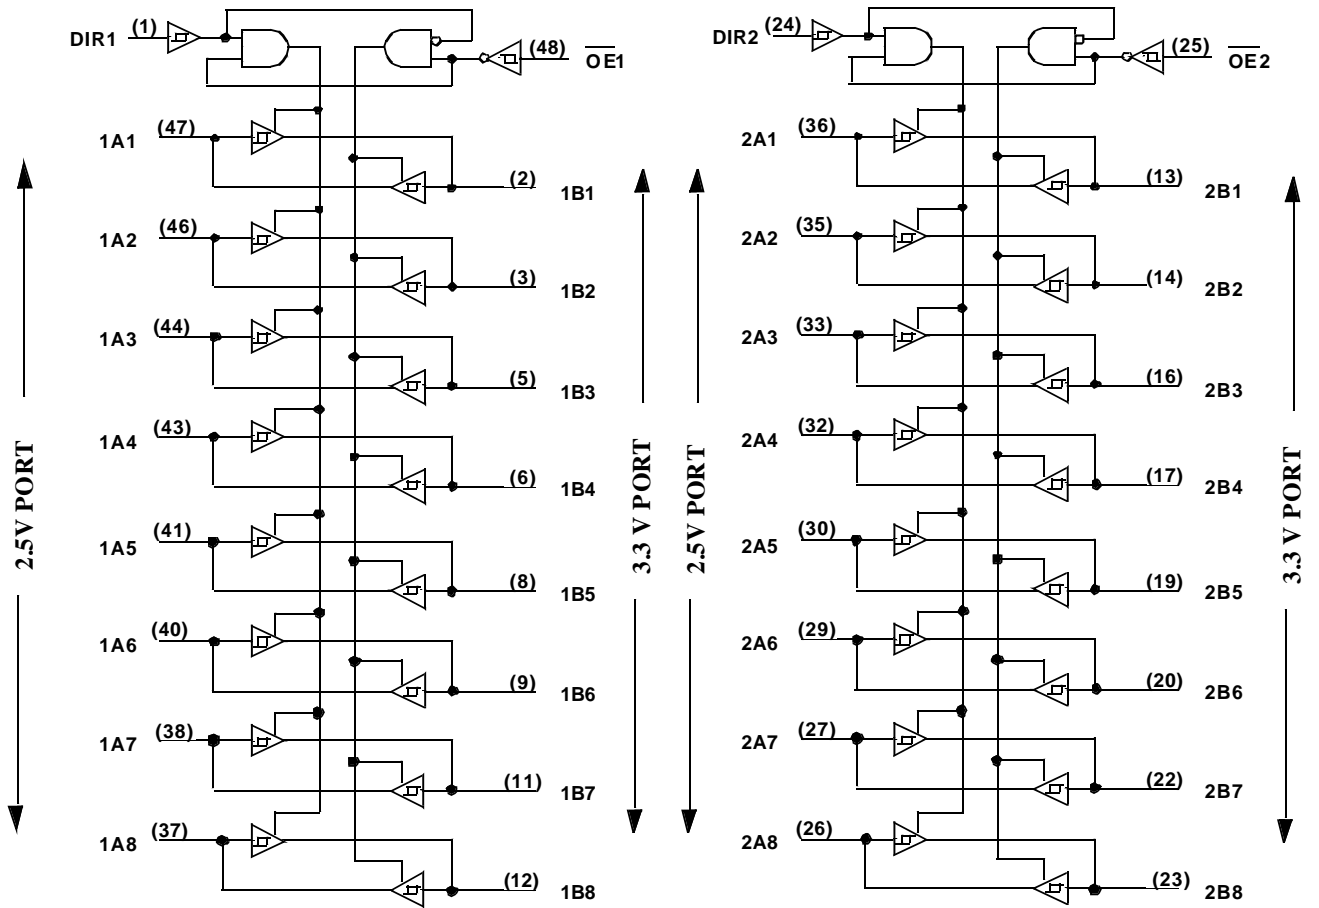 DIR1 (1) (48) OE1
1A1 (47) (2) 1B1
1A2 (46) (3) 1B2
1A3 (44) (5) 1B3
1A4 (43) (6) 1B4
1A5 (41) (8) 1B5
1A6 (40) (9) 1B6
1A7 (38) (11) 1B7
1A8 (37) (12) 1B8
2.5V PORT
3.3 V PORT
DIR2 (24) (25) OE2
2A1 (36) (13) 2B1
2A2 (35) (14) 2B2
2A3 (33) (16) 2B3
2A4 (32) (17) 2B4
2A5 (30) (19) 2B5
2A6 (29) (20) 2B6
2A7 (27) (22) 2B7
2A8 (26) (23) 2B8
2.5V PORT
3.3 V PORT